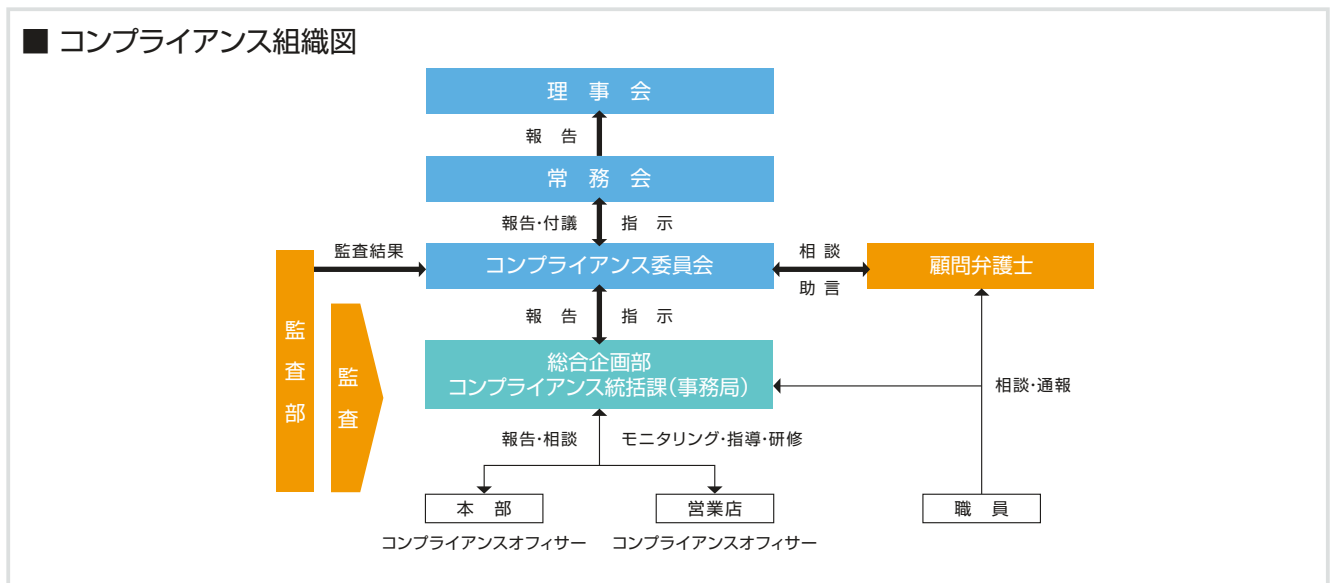 ■ コンプライアンス組織図
理 事 会
報 告
常 務 会
報告・付議 指 示
監査結果
コンプライアンス委員会
相 談
助 言
顧問弁護士
報 告 指 示
監査部
監査
総合企画部
コンプライアンス統括課(事務局)
相談・通報
報告・相談 モニタリング・指導・研修
本 部
営業店
職 員
コンプライアンスオフィサー
コンプライアンスオフィサー